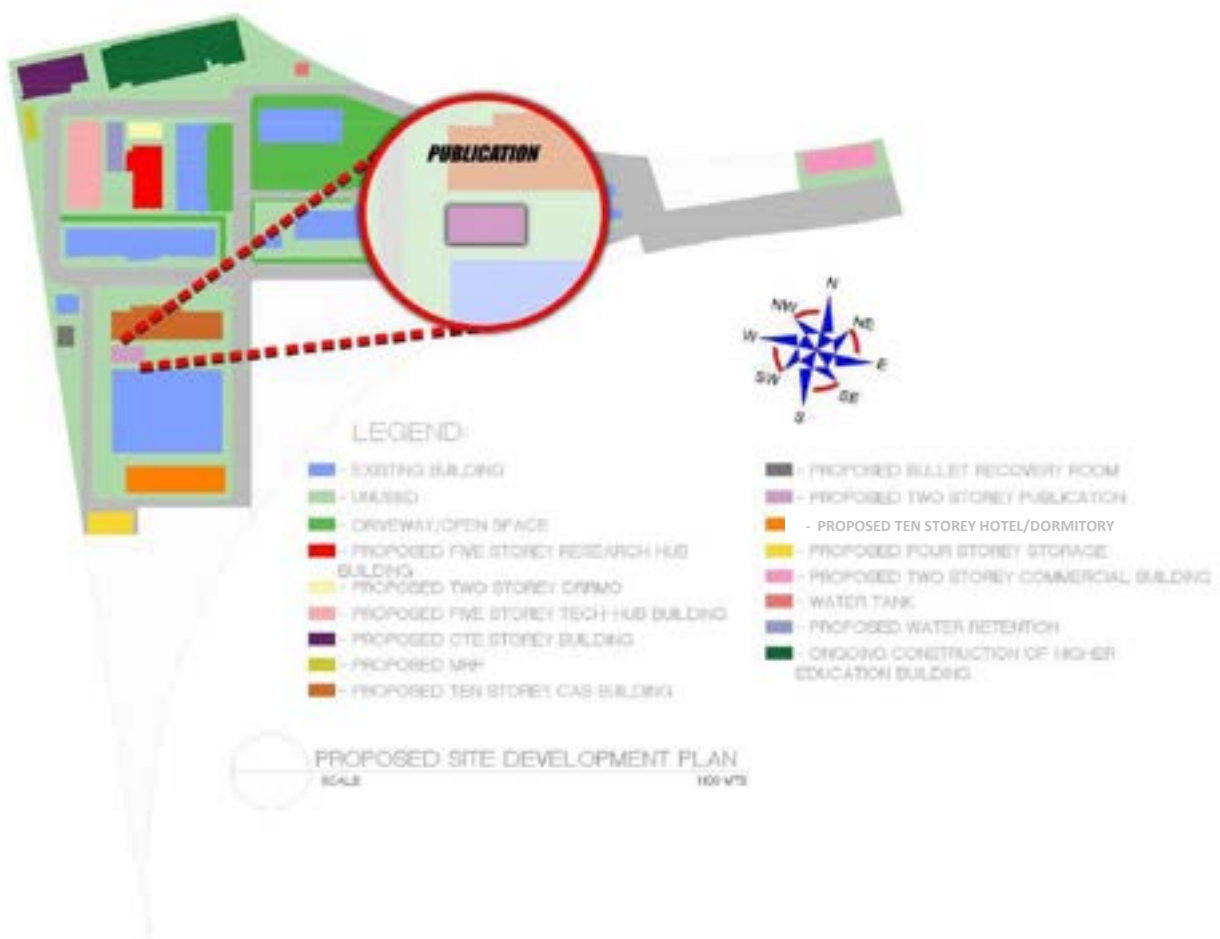 PUBLICATION
N
NW
NE
W
E
SW
SE
S
LEGEND:
- EXISTING BUILDING
- UNUSED
- DRIVEWAY/OPEN SPACE
- PROPOSED FIVE STOREY RESEARCH HUB
BUILDING
- PROPOSED TWO STOREY DRRMO
- PROPOSED FIVE STOREY TECH-HUB BUILDING
- PROPOSED CTE STOREY BUILDING
- PROPOSED MRF
- PROPOSED TEN STOREY CAS BUILDING
- PROPOSED BULLET RECOVERY ROOM
- PROPOSED TWO STOREY PUBLICATION
- PROPOSED TEN STOREY HOTEL/DORMITORY
- PROPOSED FOUR STOREY STORAGE
- PROPOSED TWO STOREY COMMERCIAL BUILDING
- WATER TANK
- PROPOSED WATER RETENTION
- ONGOING CONSTRUCTION OF HIGHER
EDUCATION BUILDING
PROPOSED SITE DEVELOPMENT PLAN
SCALE